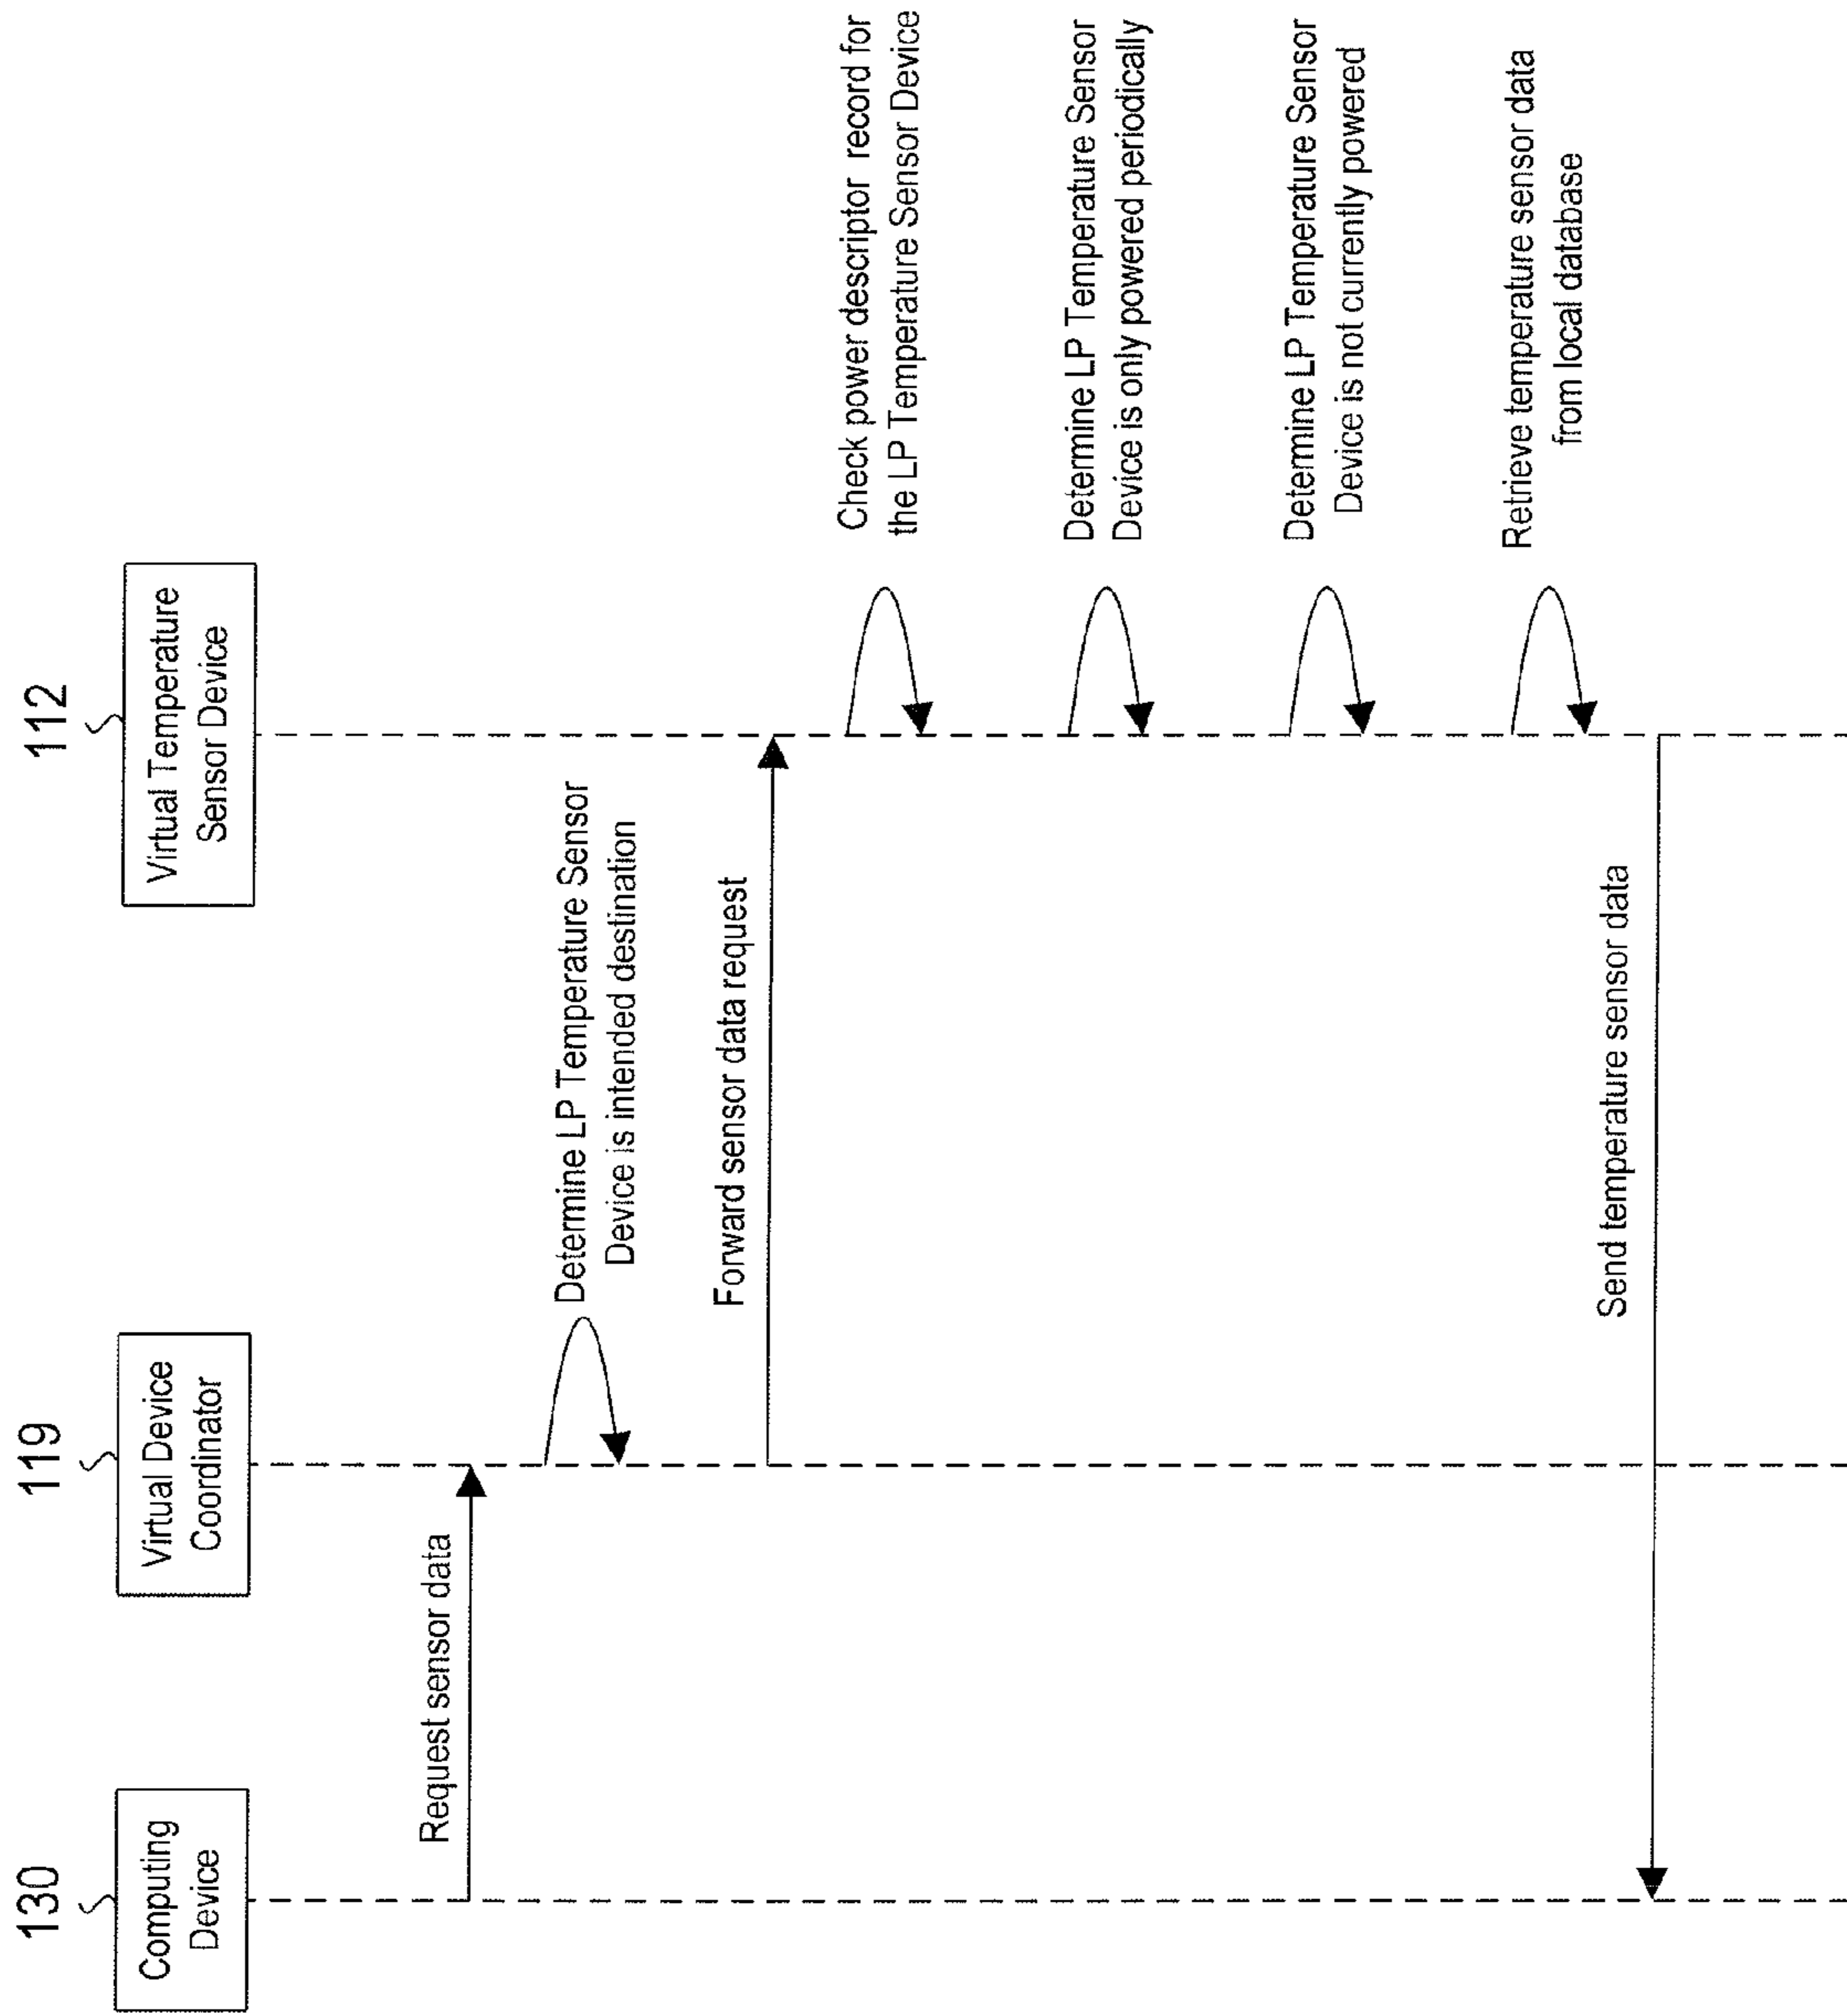 130
Computing
Device
119
Virtual Device
Coordinator
112
Virtual Temperature
Sensor Device
Request sensor data
Determine LP Temperature Sensor
Device is intended destination
Forward sensor data request
Check power descriptor record for
the LP Temperature Sensor Device
Determine LP Temperature Sensor
Device is only powered periodically
Determine LP Temperature Sensor
Device is not currently powered
Retrieve temperature sensor data
from local database
Send temperature sensor data